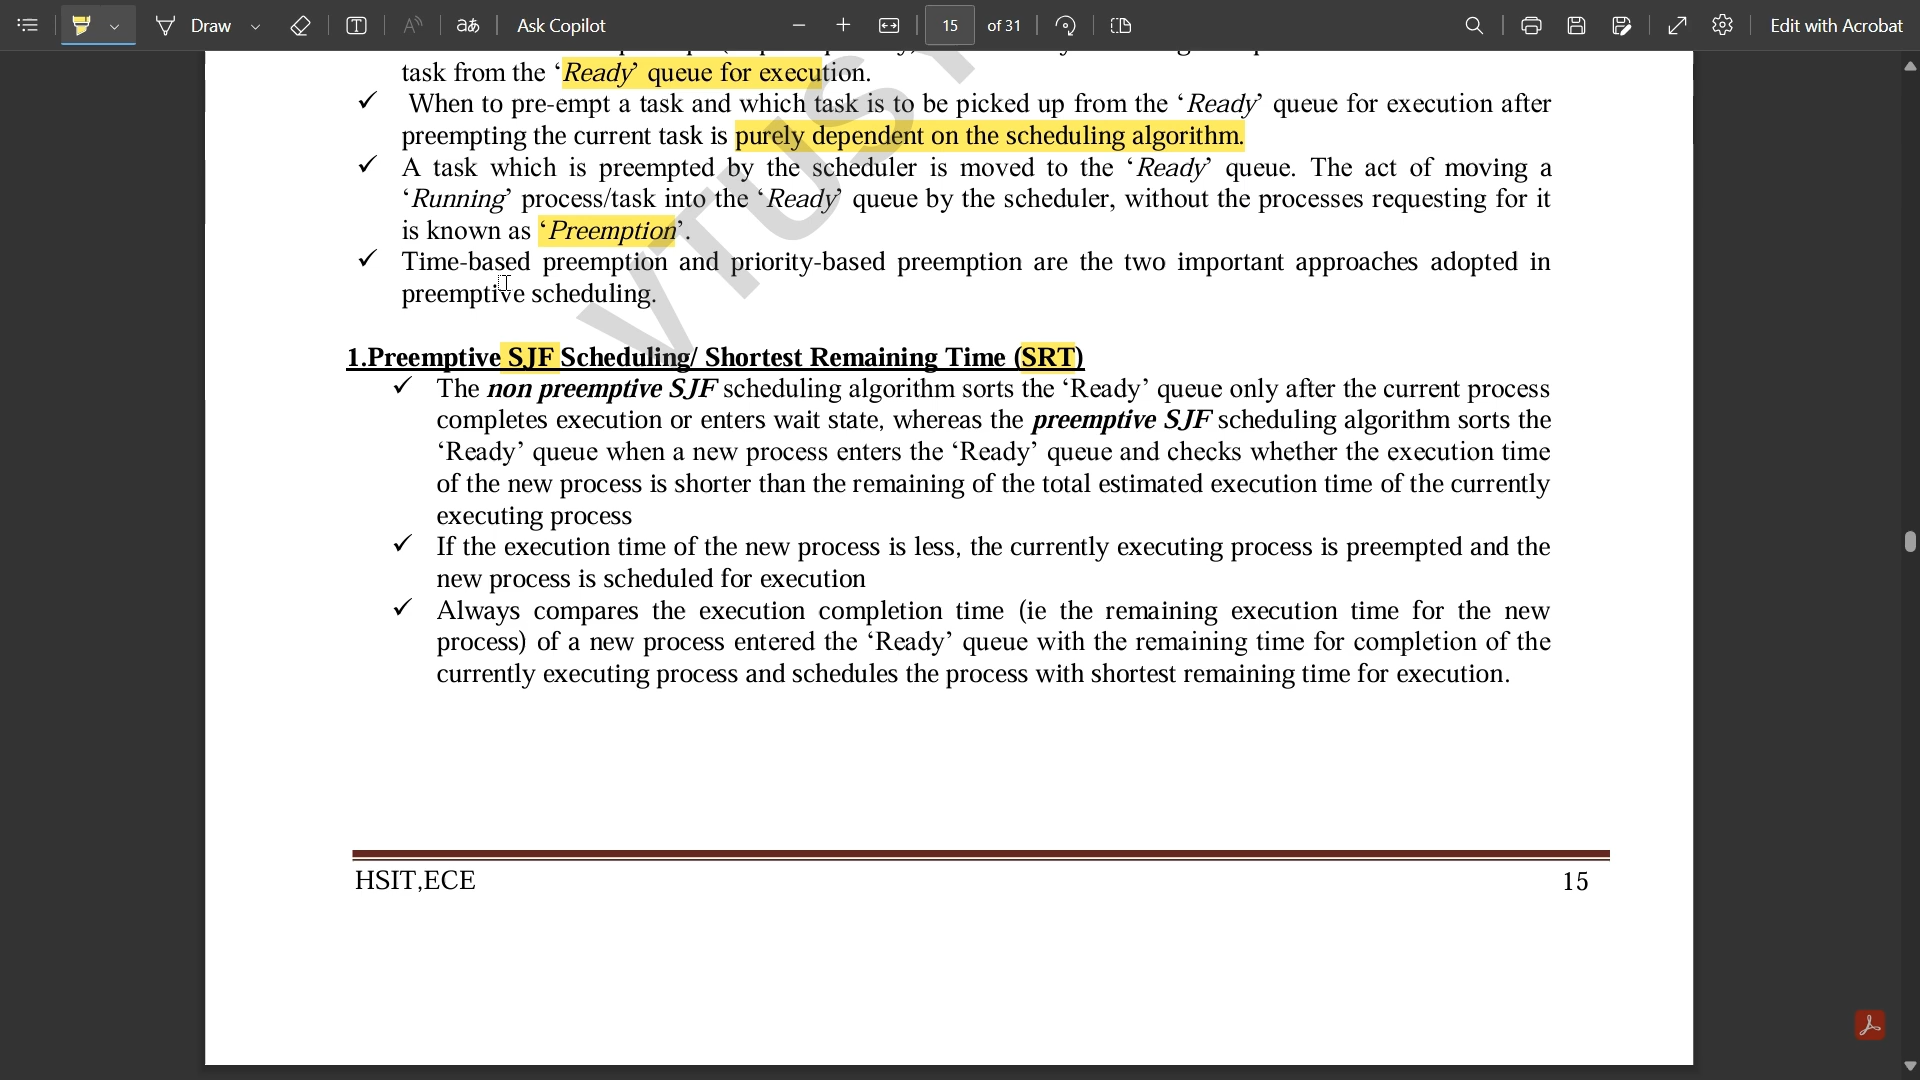 Draw
A
aあ
Ask Copilot
15
of 31
Edit with Acrobat
task from the ‘Ready’ queue for execution.
✓ When to pre-empt a task and which task is to be picked up from the ‘Ready’ queue for execution after
preempting the current task is purely dependent on the scheduling algorithm.
✓ A task which is preempted by the scheduler is moved to the ‘Ready’ queue. The act of moving a
‘Running’ process/task into the ‘Ready’ queue by the scheduler, without the processes requesting for it
is known as ‘Preemption’.
✓ Time-based preemption and priority-based preemption are the two important approaches adopted in
preemptive scheduling.
1.Preemptive SJF Scheduling/ Shortest Remaining Time (SRT)
✓ The non preemptive SJF scheduling algorithm sorts the ‘Ready’ queue only after the current process
completes execution or enters wait state, whereas the preemptive SJF scheduling algorithm sorts the
‘Ready’ queue when a new process enters the ‘Ready’ queue and checks whether the execution time
of the new process is shorter than the remaining of the total estimated execution time of the currently
executing process
✓ If the execution time of the new process is less, the currently executing process is preempted and the
new process is scheduled for execution
✓ Always compares the execution completion time (ie the remaining execution time for the new
process) of a new process entered the ‘Ready’ queue with the remaining time for completion of the
currently executing process and schedules the process with shortest remaining time for execution.
HSIT,ECE
15